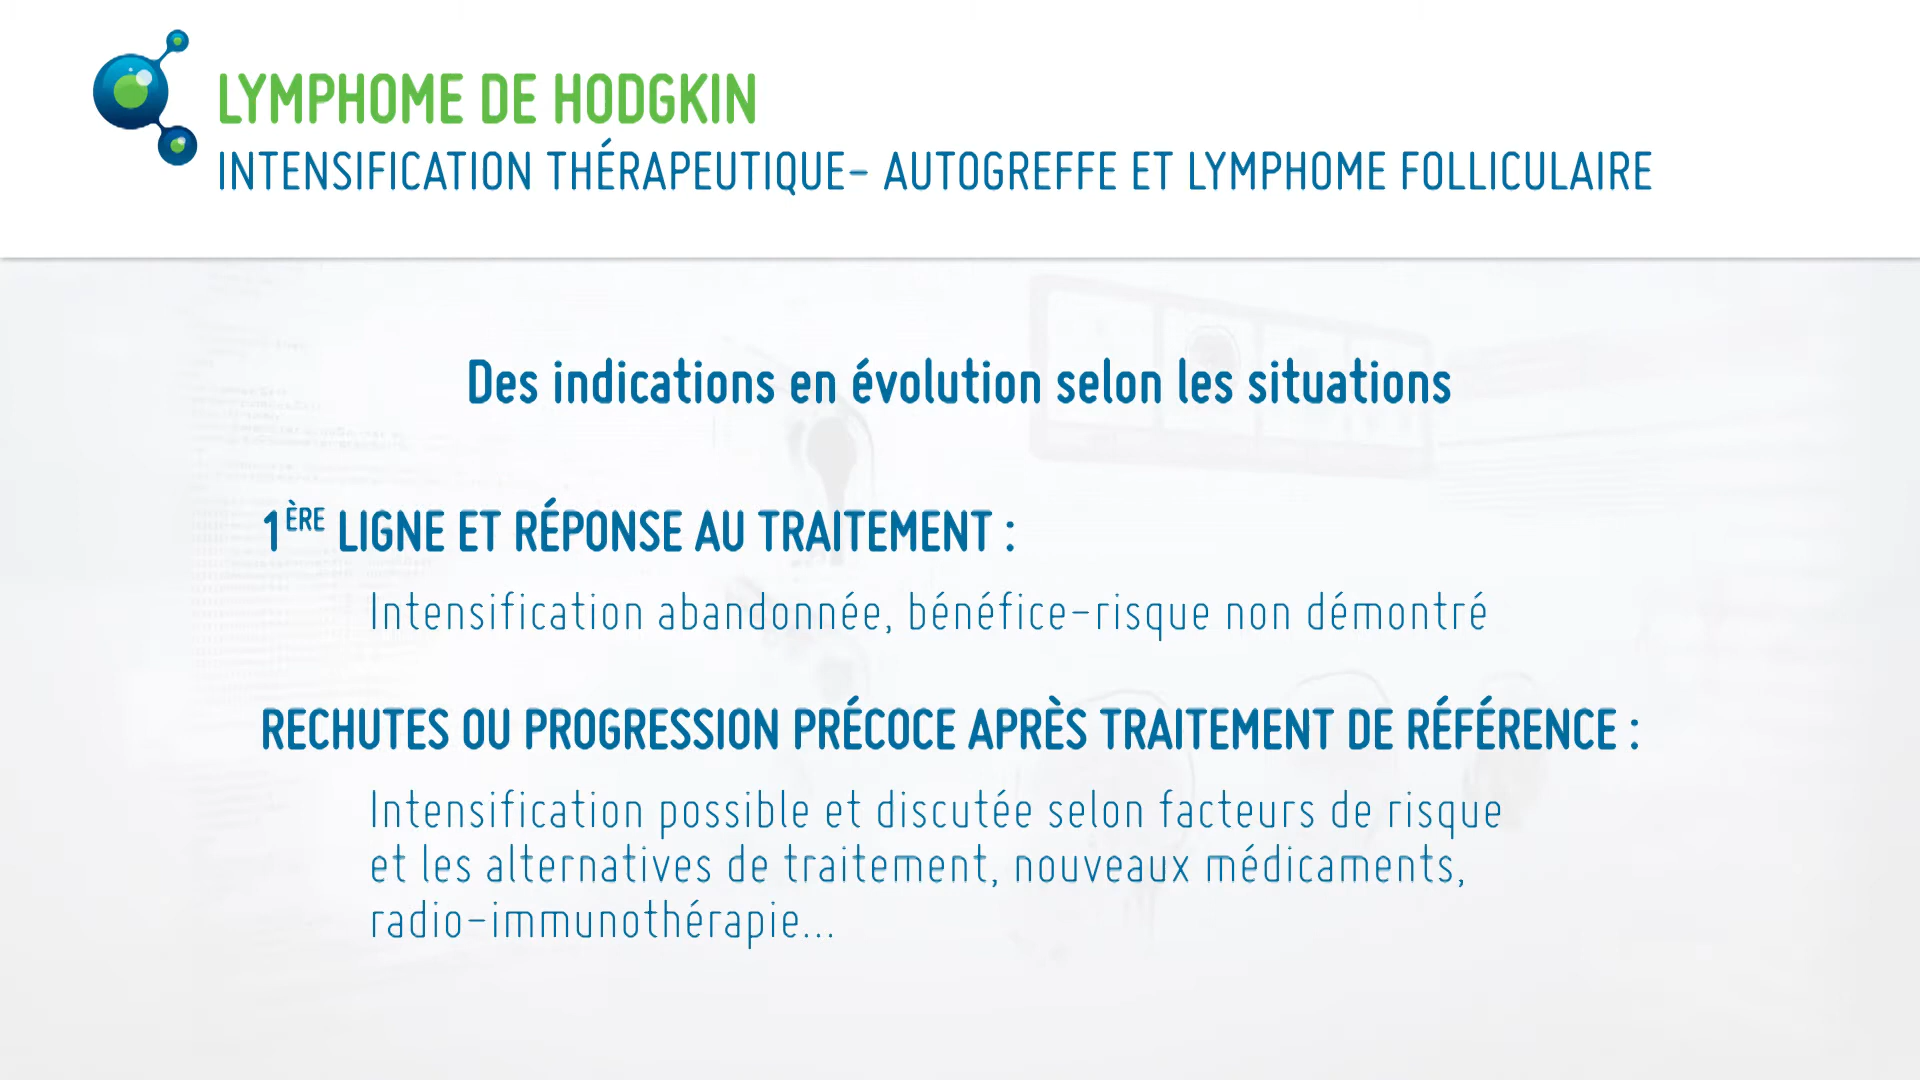 LYMPHOME DE HODGKIN
INTENSIFICATION THÉRAPEUTIQUE- AUTOGREFFE ET LYMPHOME FOLLICULAIRE
Des indications en évolution selon les situations
1ÈRE LIGNE ET RÉPONSE AU TRAITEMENT :
Intensification abandonnée, bénéfice-risque non démontré
RECHUTES OU PROGRESSION PRÉCOCE APRÈS TRAITEMENT DE RÉFÉRENCE :
Intensification possible et discutée selon facteurs de risque
et les alternatives de traitement, nouveaux médicaments,
radio-immunothérapie...